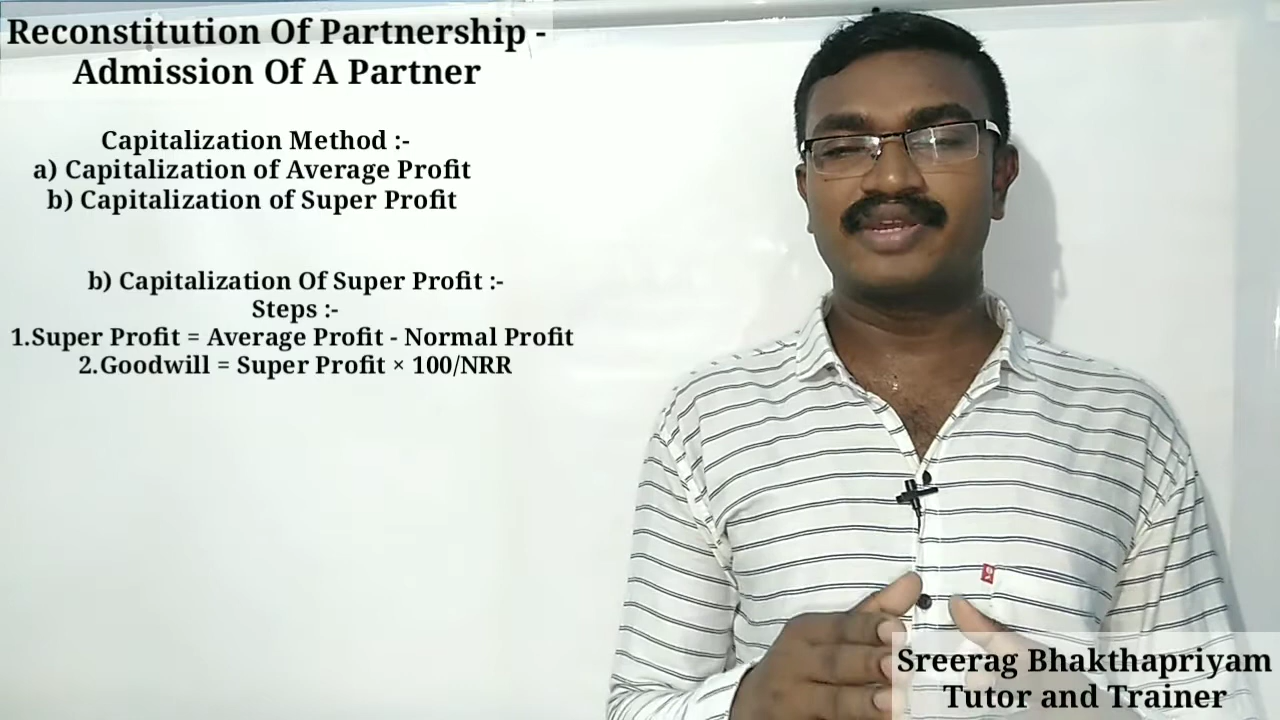 Reconstitution Of Partnership -
Admission Of A Partner
Capitalization Method :-
a) Capitalization of Average Profit
b) Capitalization of Super Profit
b) Capitalization Of Super Profit :-
Steps :-
1.Super Profit = Average Profit - Normal Profit
2.Goodwill = Super Profit × 100/NRR
Sreerag Bhakthapriyam
Tutor and Trainer